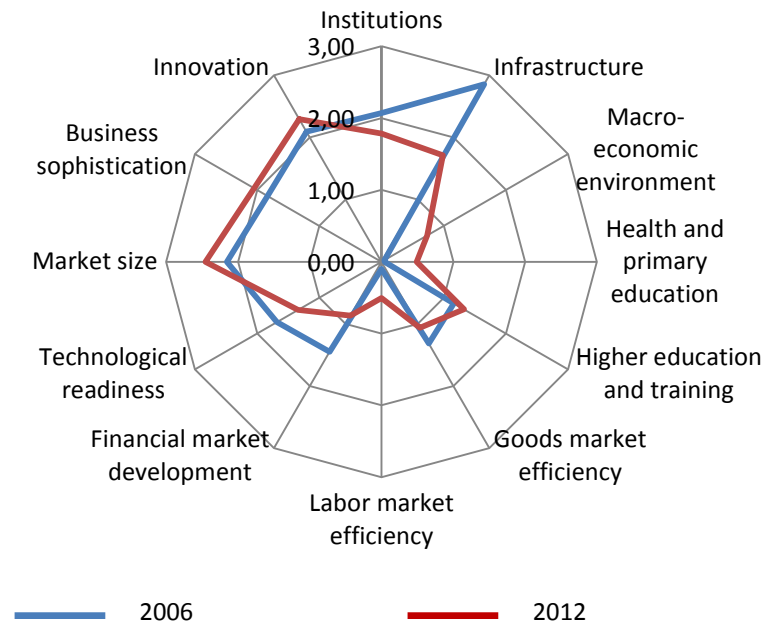 Institutions
3,00
Infrastructure
Innovation
Macro-
economic
environment
2,00
Business
sophistication
1,00
Health and
primary
education
Market size
0,00
Technological
readiness
Higher education
and training
Financial market
development
Goods market
efficiency
Labor market
efficiency
2006
2012